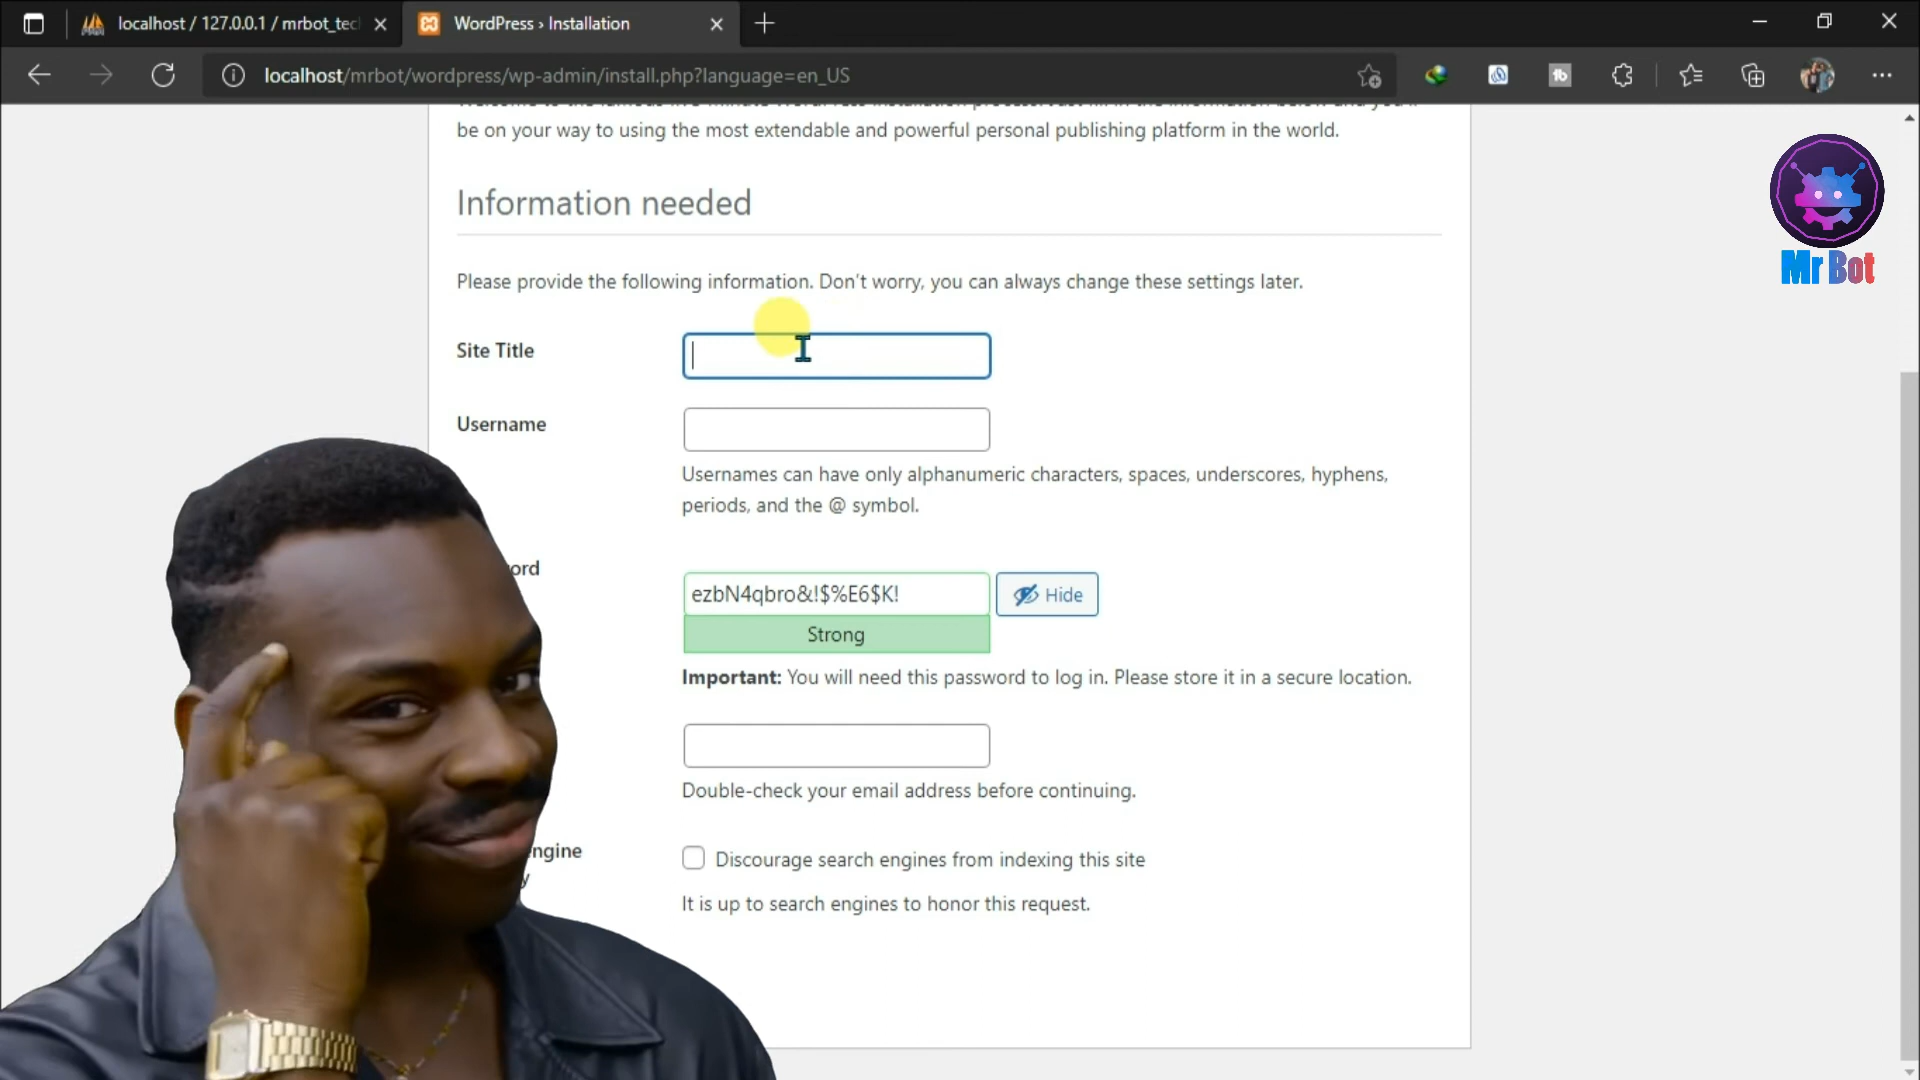 localhost / 127.0.0.1 / mrbot_tec
WordPress › Installation
localhost/mrbot/wordpress/wp-admin/install.php?language=en_US
be on your way to using the most extendable and powerful personal publishing platform in the world.
Mr Bot
Information needed
Please provide the following information. Don't worry, you can always change these settings later.
Site Title
Username
Usernames can have only alphanumeric characters, spaces, underscores, hyphens,
periods, and the @ symbol.
ord
ezbN4qbro&!$%E6$K!
Hide
Strong
Important: You will need this password to log in. Please store it in a secure location.
Double-check your email address before continuing.
ngine
y
Discourage search engines from indexing this site
It is up to search engines to honor this request.